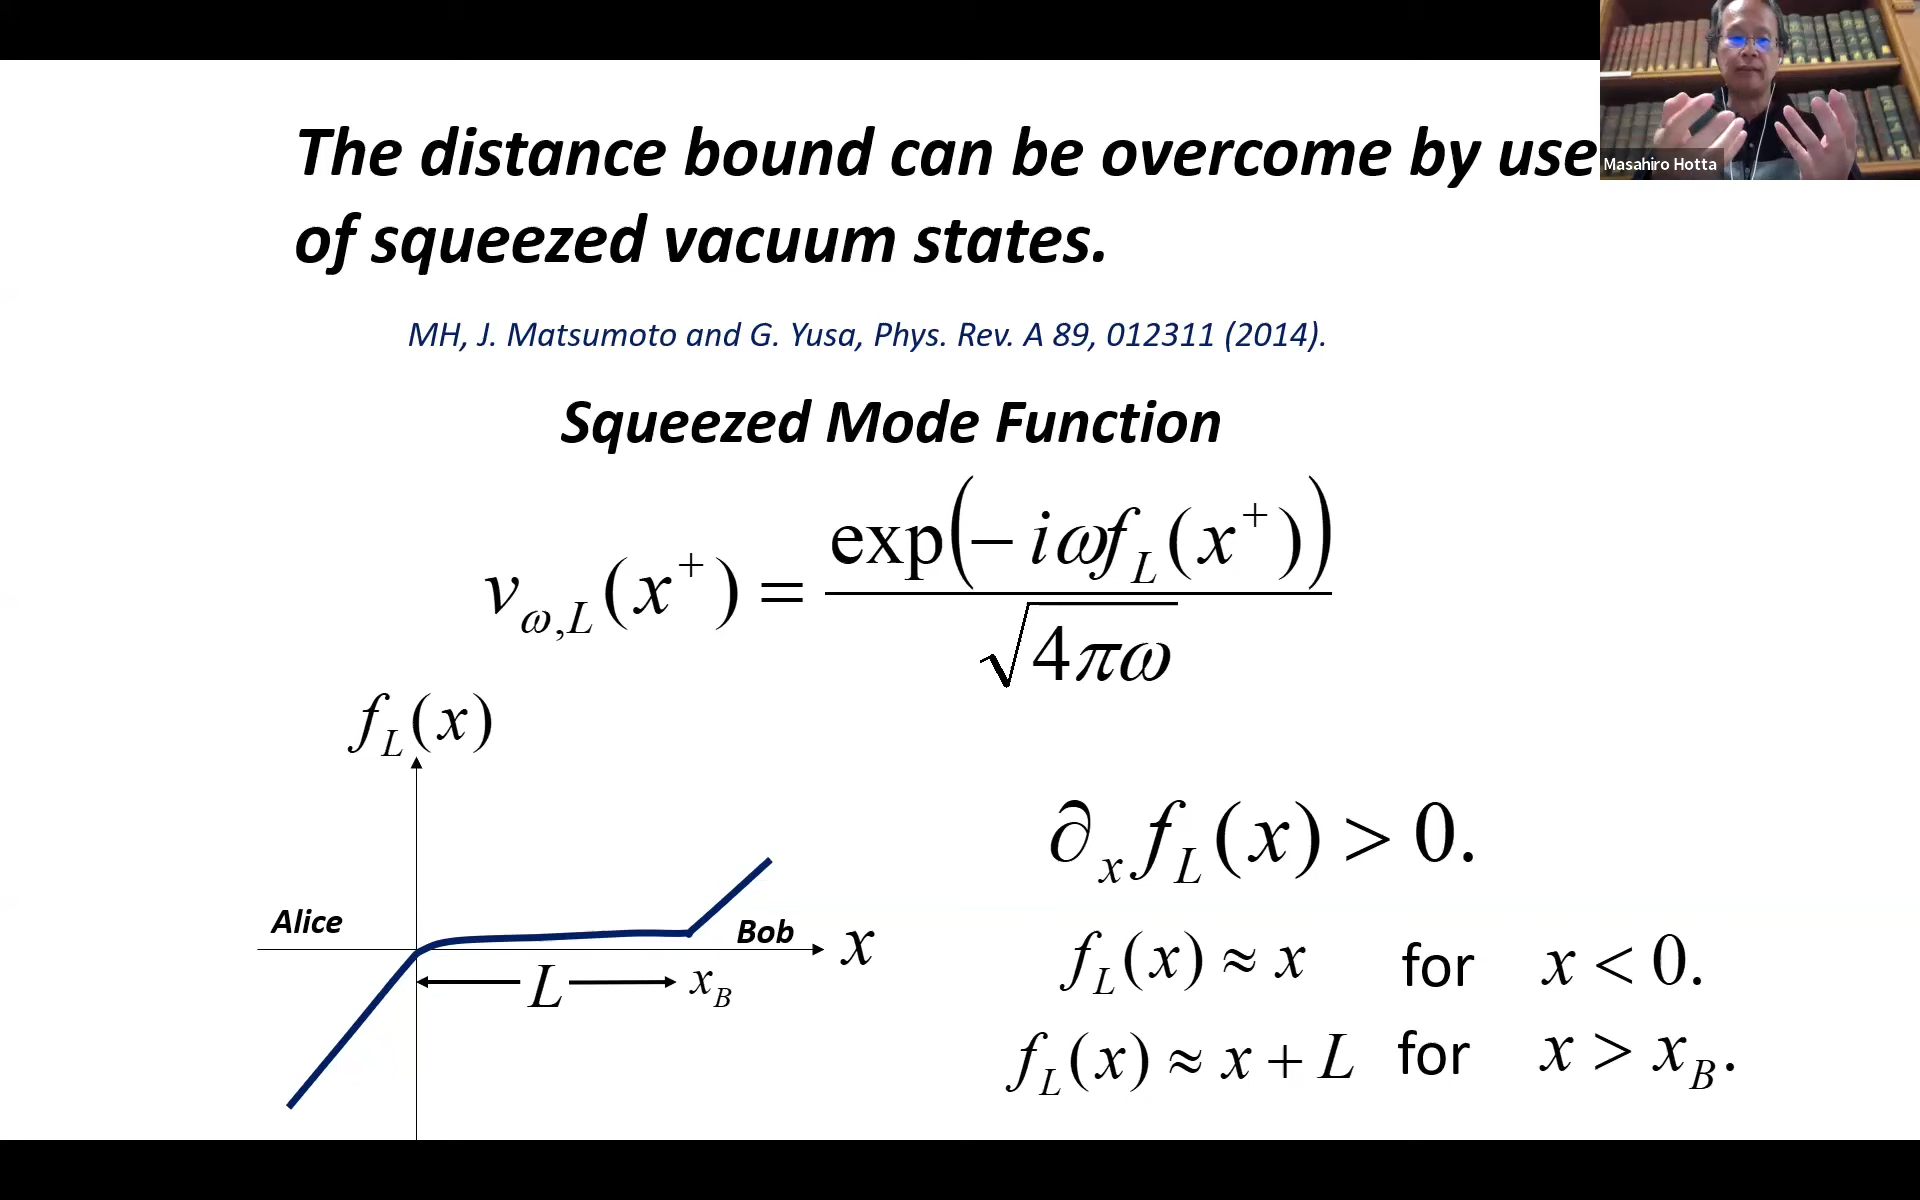 The distance bound can be overcome by use
of squeezed vacuum states.
Masahiro Hotta
MH, J. Matsumoto and G. Yusa, Phys. Rev. A 89, 012311 (2014).
Squeezed Mode Function
v_{ω,L}(x^+) = exp(−iωf_L(x^+)) / √4πω
f_L(x)
Alice
Bob
x
L
x_B
∂_x f_L(x) > 0.
f_L(x) ≈ x for x < 0.
f_L(x) ≈ x + L for x > x_B.